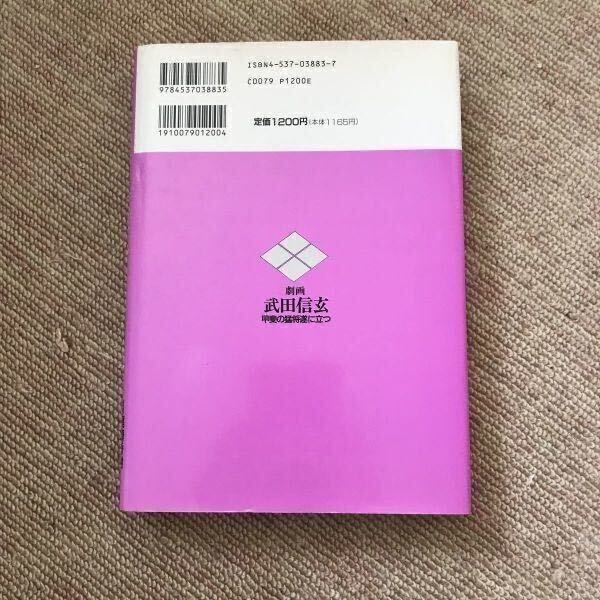 ISBN4-537-03883-7
9784537038835
C0079 P1200E
定価1200円(本体1165円)
1910079012004
劇画
武田信玄
甲斐の猛将遂に立つ